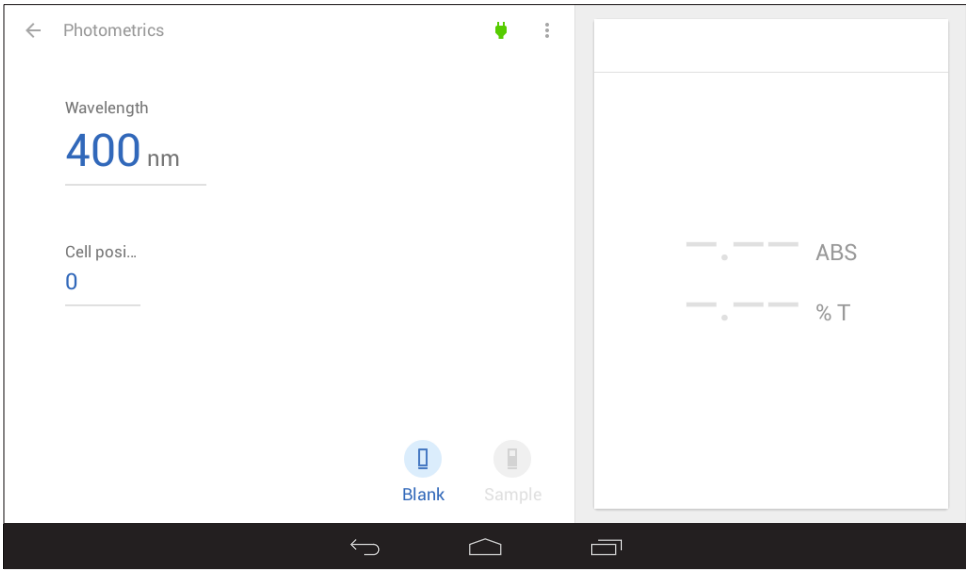 Photometrics
Wavelength
400 nm
Cell posi...
0
Blank
Sample
-.-- ABS
-.-- % T